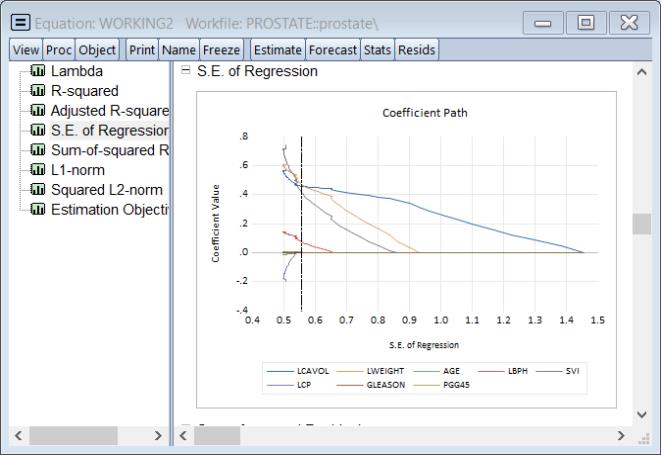 Equation: WORKING2 Workfile: PROSTATE::prostate\
View Proc Object Print Name Freeze Estimate Forecast Stats Resids
Lambda
R-squared
Adjusted R-square
S.E. of Regression
Sum-of-squared R
L1-norm
Squared L2-norm
Estimation Objecti
S.E. of Regression
Coefficient Path
Coefficient Value
.8
.6
.4
.2
.0
-.2
-.4
0.4 0.5 0.6 0.7 0.8 0.9 1.0 1.1 1.2 1.3 1.4 1.5
S.E. of Regression
LCAVOL LWEIGHT AGE LBPH SVI
LCP GLEASON PGG45